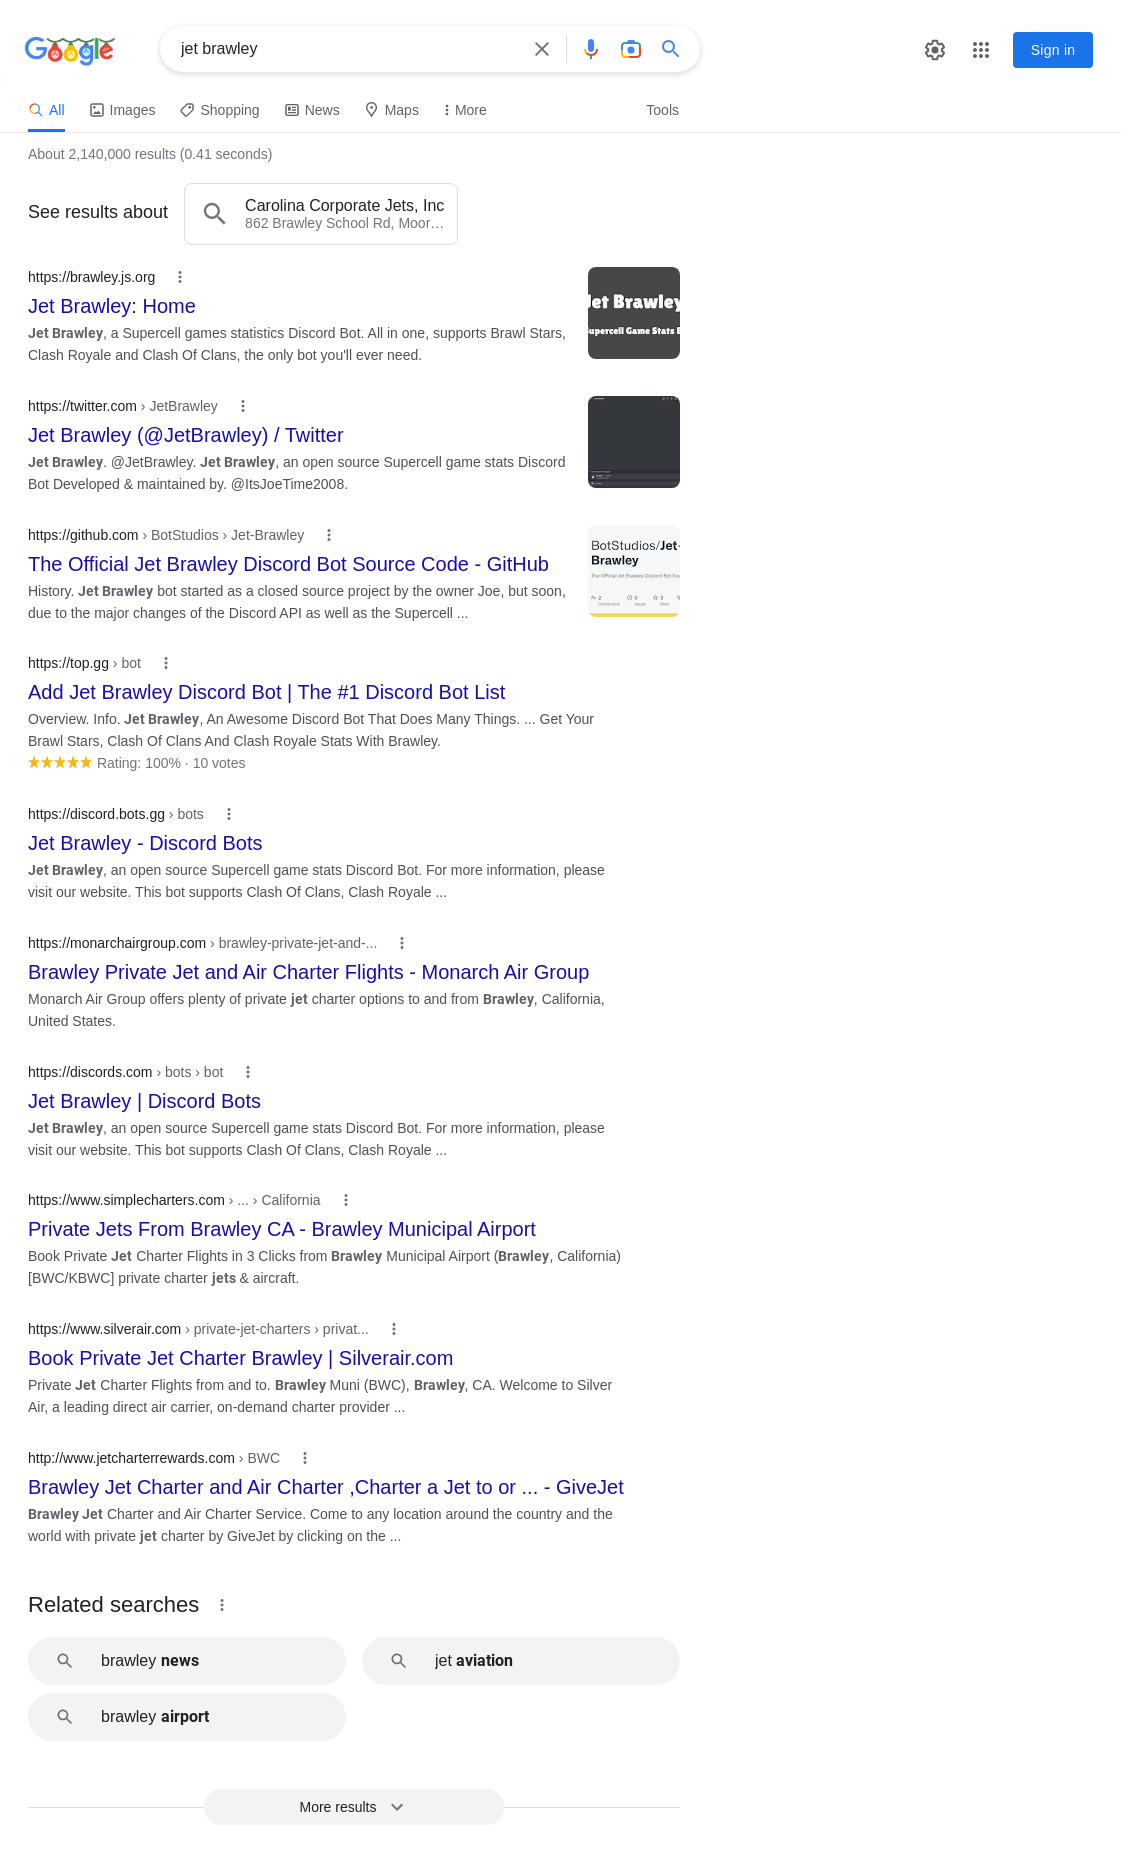 Google
jet brawley
Sign in
All
Images
Shopping
News
Maps
More
Tools
About 2,140,000 results (0.41 seconds)
See results about
Carolina Corporate Jets, Inc
862 Brawley School Rd, Moor…
https://brawley.js.org
Jet Brawley: Home
Jet Brawley, a Supercell games statistics Discord Bot. All in one, supports Brawl Stars,
Clash Royale and Clash Of Clans, the only bot you'll ever need.
Jet Brawley
Supercell Game Stats
https://twitter.com › JetBrawley
Jet Brawley (@JetBrawley) / Twitter
Jet Brawley. @JetBrawley. Jet Brawley, an open source Supercell game stats Discord
Bot Developed & maintained by. @ItsJoeTime2008.
https://github.com › BotStudios › Jet-Brawley
The Official Jet Brawley Discord Bot Source Code - GitHub
History. Jet Brawley bot started as a closed source project by the owner Joe, but soon,
due to the major changes of the Discord API as well as the Supercell ...
BotStudios/Jet-
Brawley
The Official Jet Brawley Discord Bot
https://top.gg › bot
Add Jet Brawley Discord Bot | The #1 Discord Bot List
Overview. Info. Jet Brawley, An Awesome Discord Bot That Does Many Things. ... Get Your
Brawl Stars, Clash Of Clans And Clash Royale Stats With Brawley.
Rating: 100% · 10 votes
https://discord.bots.gg › bots
Jet Brawley - Discord Bots
Jet Brawley, an open source Supercell game stats Discord Bot. For more information, please
visit our website. This bot supports Clash Of Clans, Clash Royale ...
https://monarchairgroup.com › brawley-private-jet-and-...
Brawley Private Jet and Air Charter Flights - Monarch Air Group
Monarch Air Group offers plenty of private jet charter options to and from Brawley, California,
United States.
https://discords.com › bots › bot
Jet Brawley | Discord Bots
Jet Brawley, an open source Supercell game stats Discord Bot. For more information, please
visit our website. This bot supports Clash Of Clans, Clash Royale ...
https://www.simplecharters.com › ... › California
Private Jets From Brawley CA - Brawley Municipal Airport
Book Private Jet Charter Flights in 3 Clicks from Brawley Municipal Airport (Brawley, California)
[BWC/KBWC] private charter jets & aircraft.
https://www.silverair.com › private-jet-charters › privat...
Book Private Jet Charter Brawley | Silverair.com
Private Jet Charter Flights from and to. Brawley Muni (BWC), Brawley, CA. Welcome to Silver
Air, a leading direct air carrier, on-demand charter provider ...
http://www.jetcharterrewards.com › BWC
Brawley Jet Charter and Air Charter ,Charter a Jet to or ... - GiveJet
Brawley Jet Charter and Air Charter Service. Come to any location around the country and the
world with private jet charter by GiveJet by clicking on the ...
Related searches
brawley news
jet aviation
brawley airport
More results